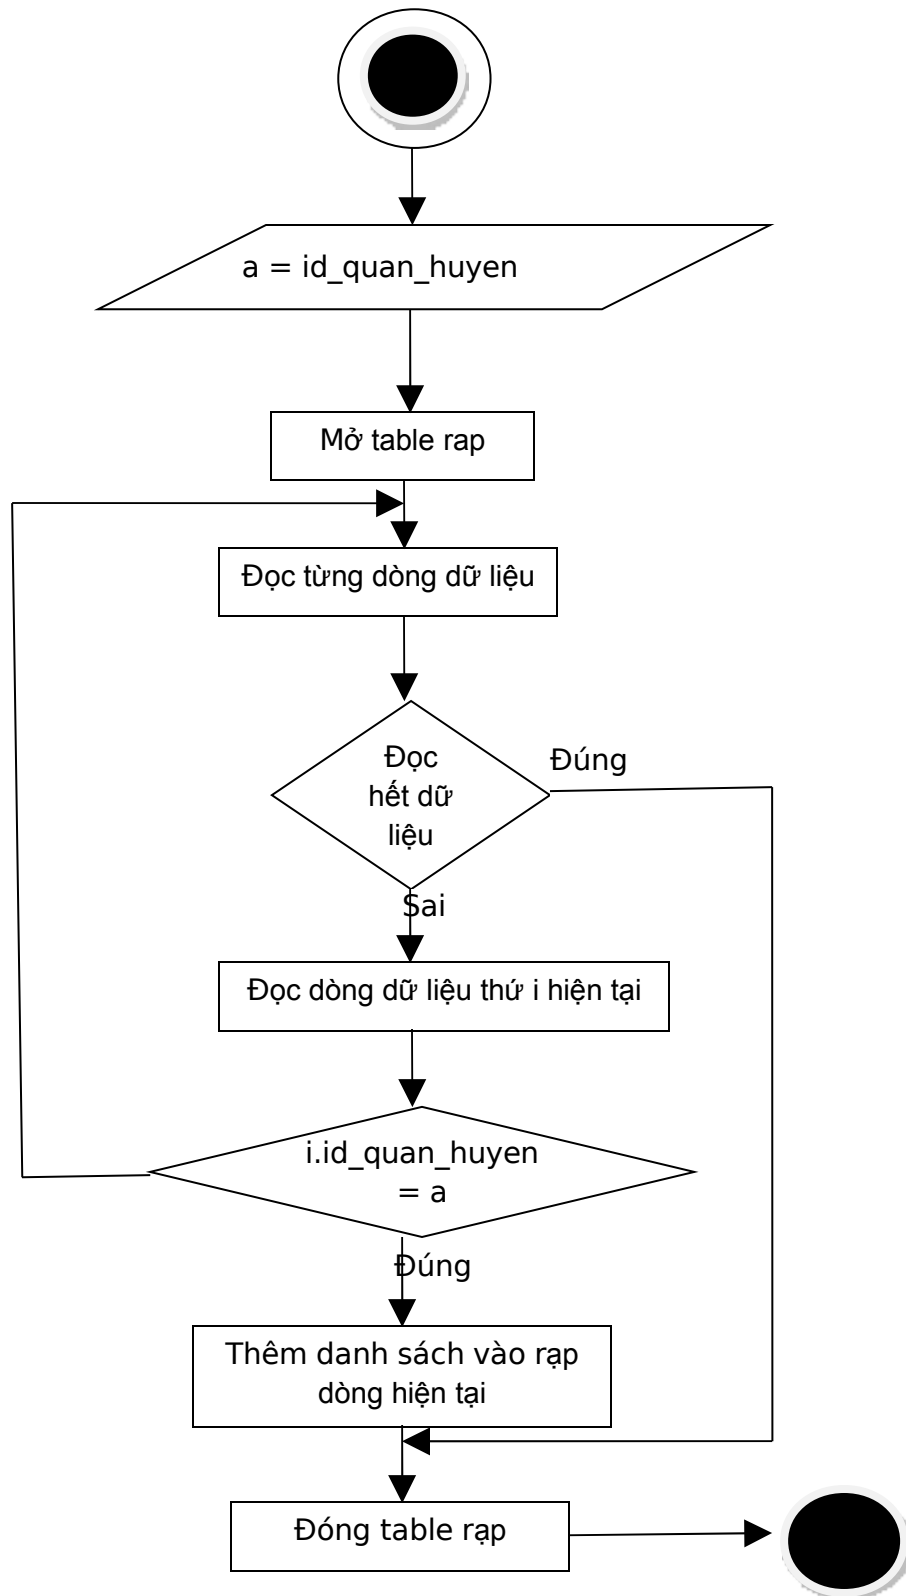 a = id_quan_huyen
Mở table rap
Đọc từng dòng dữ liệu
Đọc
hết dữ
liệu
Đúng
Sai
Đọc dòng dữ liệu thứ i hiện tại
i.id_quan_huyen
= a
Đúng
Thêm danh sách vào rạp
dòng hiện tại
Đóng table rạp